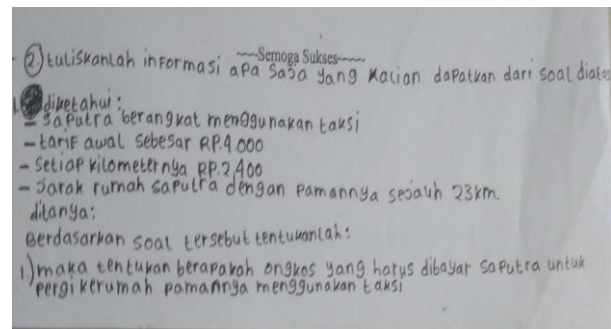 ~~~Semoga Sukses~~~
② tuliskanlah informasi apa saja yang kalian dapatkan dari soal diatas
1. diketahui:
- Saputra berangkat menggunakan taksi
- tarif awal sebesar RP.4.000
- Setiap kilometernya RP.2,400
- Jarak rumah saputra dengan pamannya sejauh 23km.
ditanya:
Berdasarkan soal tersebut tentukanlah:
1.) maka tentukan berapakah ongkos yang harus dibayar saputra untuk
pergi kerumah pamannya menggunakan taksi